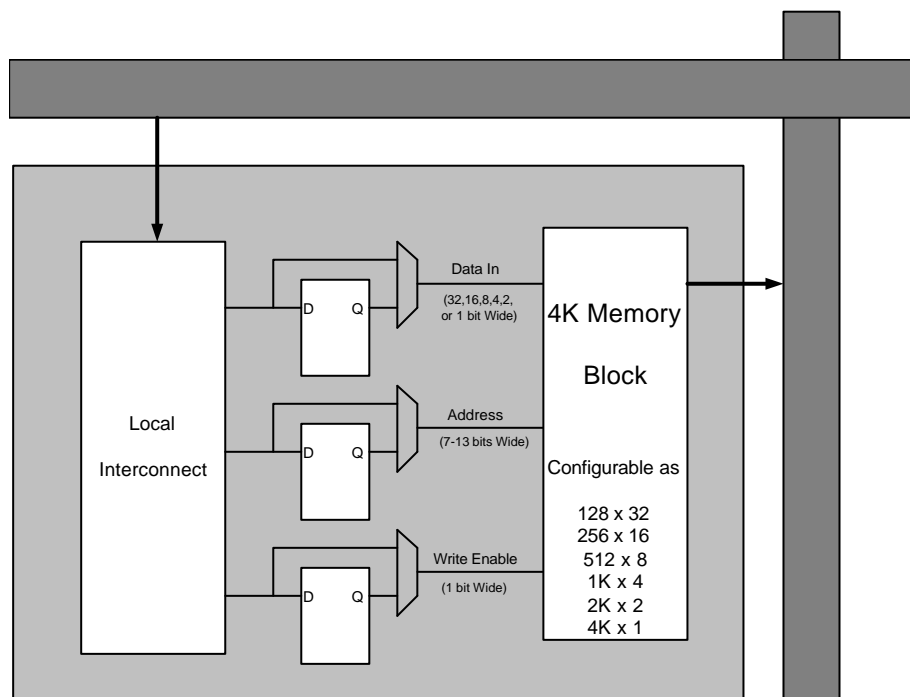 Data In
D
Q
(32,16,8,4,2,
or 1 bit Wide)
4K Memory
Block
Local
Interconnect
Address
D
Q
(7-13 bits Wide)
Configurable as
128 x 32
256 x 16
512 x 8
1K x 4
2K x 2
4K x 1
Write Enable
D
Q
(1 bit Wide)